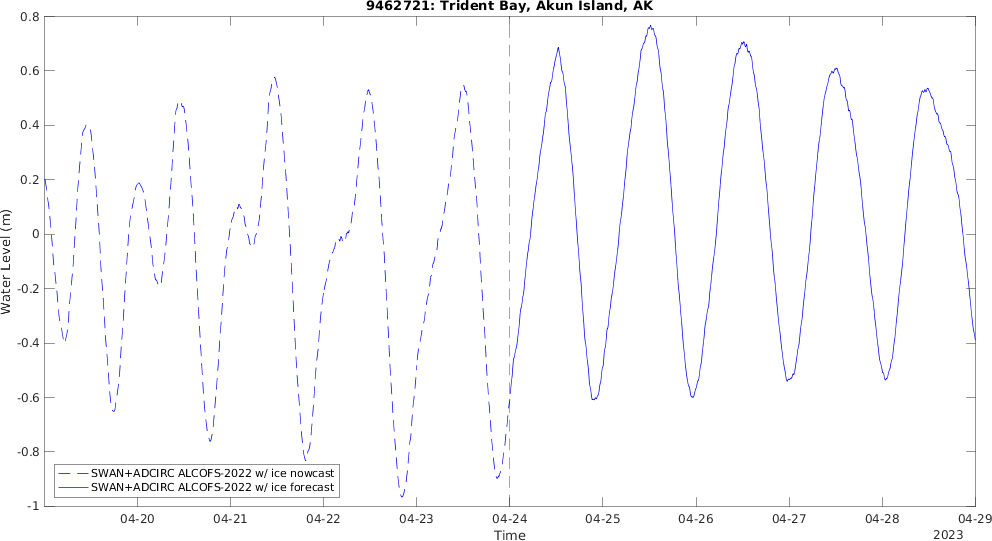 9462721: Trident Bay, Akun Island, AK
0.8
0.6
0.4
0.2
0
-0.2
-0.4
-0.6
-0.8
-1
Water Level (m)
SWAN+ADCIRC ALCOFS-2022 w/ ice nowcast
SWAN+ADCIRC ALCOFS-2022 w/ ice forecast
04-20 04-21 04-22 04-23 04-24 04-25 04-26 04-27 04-28 04-29
Time
2023